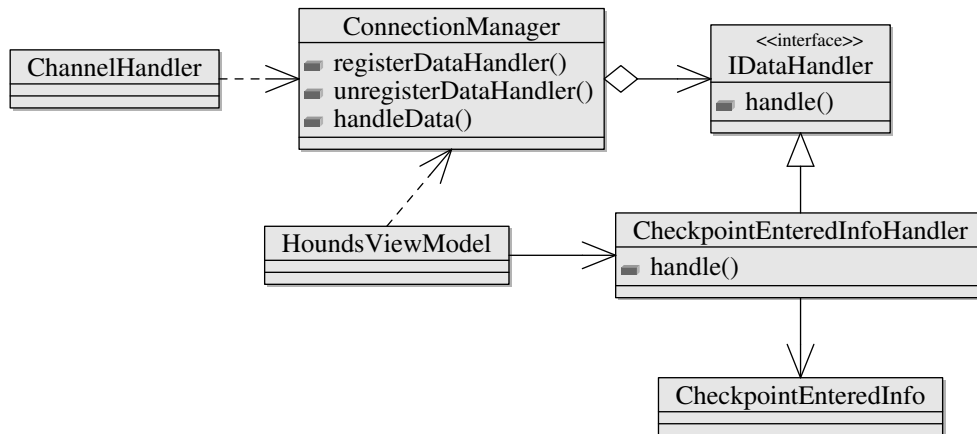 ConnectionManager
registerDataHandler()
unregisterDataHandler()
handleData()
ChannelHandler
<<interface>>
IDataHandler
handle()
HoundsViewModel
CheckpointEnteredInfoHandler
handle()
CheckpointEnteredInfo